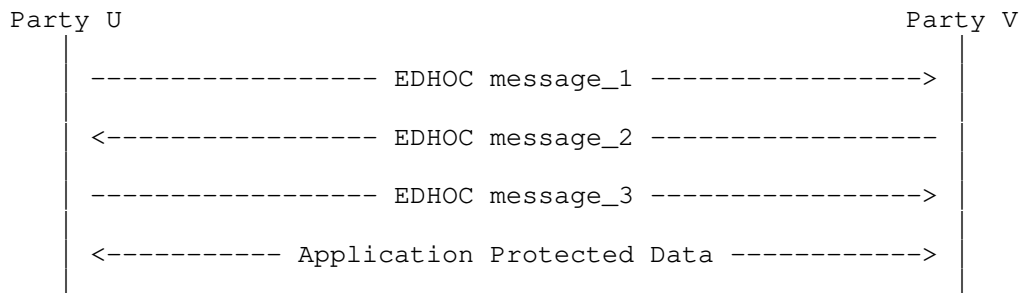 Party U Party V
EDHOC message_1
EDHOC message_2
EDHOC message_3
Application Protected Data